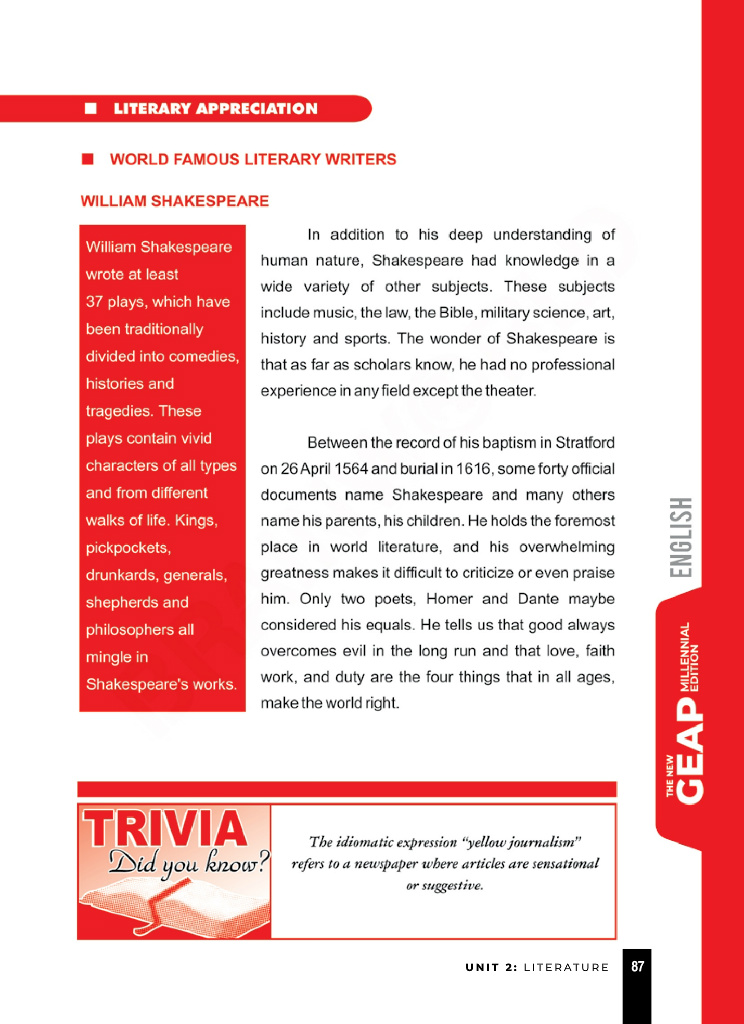 LITERARY APPRECIATION
WORLD FAMOUS LITERARY WRITERS
WILLIAM SHAKESPEARE
William Shakespeare
wrote at least
37 plays, which have
been traditionally
divided into comedies,
histories and
tragedies. These
plays contain vivid
characters of all types
and from different
walks of life. Kings,
pickpockets,
drunkards, generals,
shepherds and
philosophers all
mingle in
Shakespeare's works.
In addition to his deep understanding of
human nature, Shakespeare had knowledge in a
wide variety of other subjects. These subjects
include music, the law, the Bible, military science, art,
history and sports. The wonder of Shakespeare is
that as far as scholars know, he had no professional
experience in any field except the theater.
Between the record of his baptism in Stratford
on 26 April 1564 and burial in 1616, some forty official
documents name Shakespeare and many others
name his parents, his children. He holds the foremost
place in world literature, and his overwhelming
greatness makes it difficult to criticize or even praise
him. Only two poets, Homer and Dante maybe
considered his equals. He tells us that good always
overcomes evil in the long run and that love, faith
work, and duty are the four things that in all ages,
make the world right.
TRIVIA
Did you know?
The idiomatic expression “yellow journalism”
refers to a newspaper where articles are sensational
or suggestive.
ENGLISH
THE NEW
GEAP
MILLENNIAL
EDITION
UNIT 2: LITERATURE 87